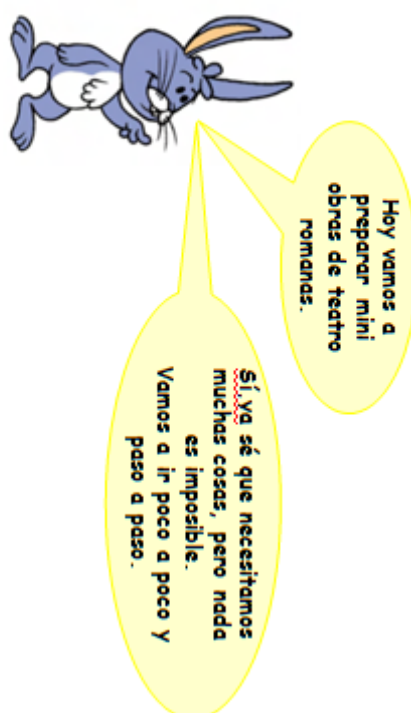 Hoy vamos a
preparar mini
obras de teatro
romanas.
Sí ya sé que necesitamos
muchas cosas, pero nada
es imposible.
Vamos a ir poco a poco y
paso a paso.